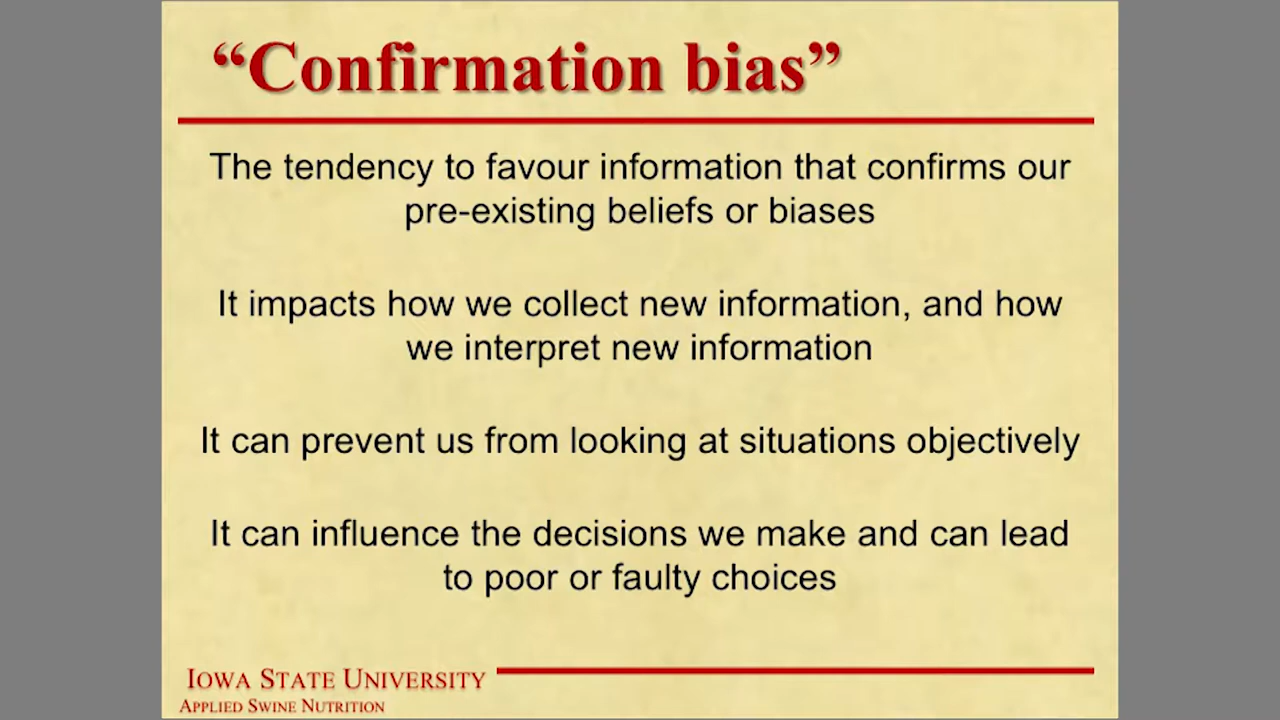 “Confirmation bias”
The tendency to favour information that confirms our
pre-existing beliefs or biases
It impacts how we collect new information, and how
we interpret new information
It can prevent us from looking at situations objectively
It can influence the decisions we make and can lead
to poor or faulty choices
IOWA STATE UNIVERSITY
APPLIED SWINE NUTRITION